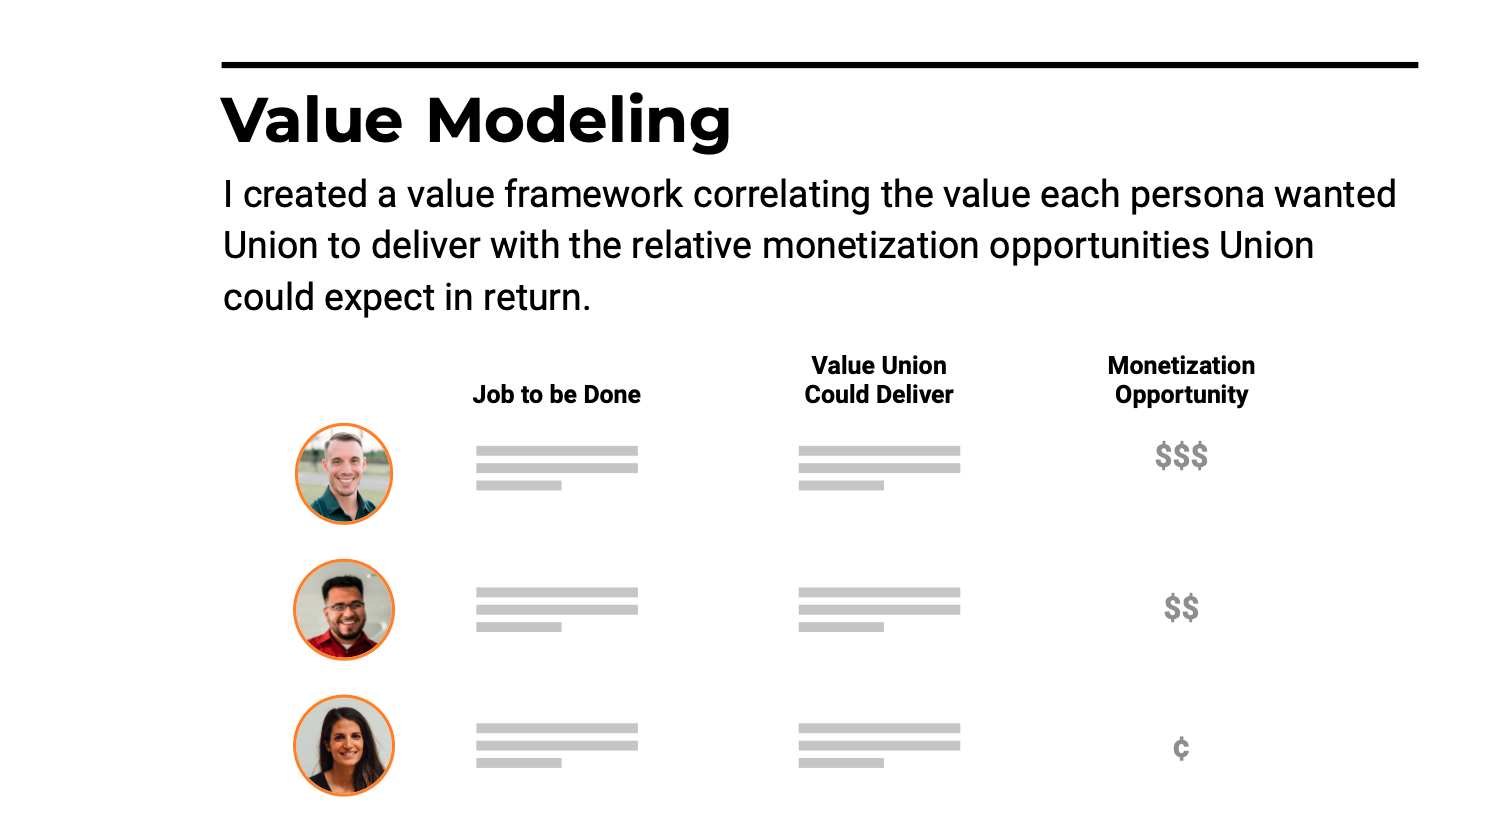 Value Modeling
I created a value framework correlating the value each persona wanted
Union to deliver with the relative monetization opportunities Union
could expect in return.
Job to be Done
Value Union
Could Deliver
Monetization
Opportunity
$$$
$$
¢